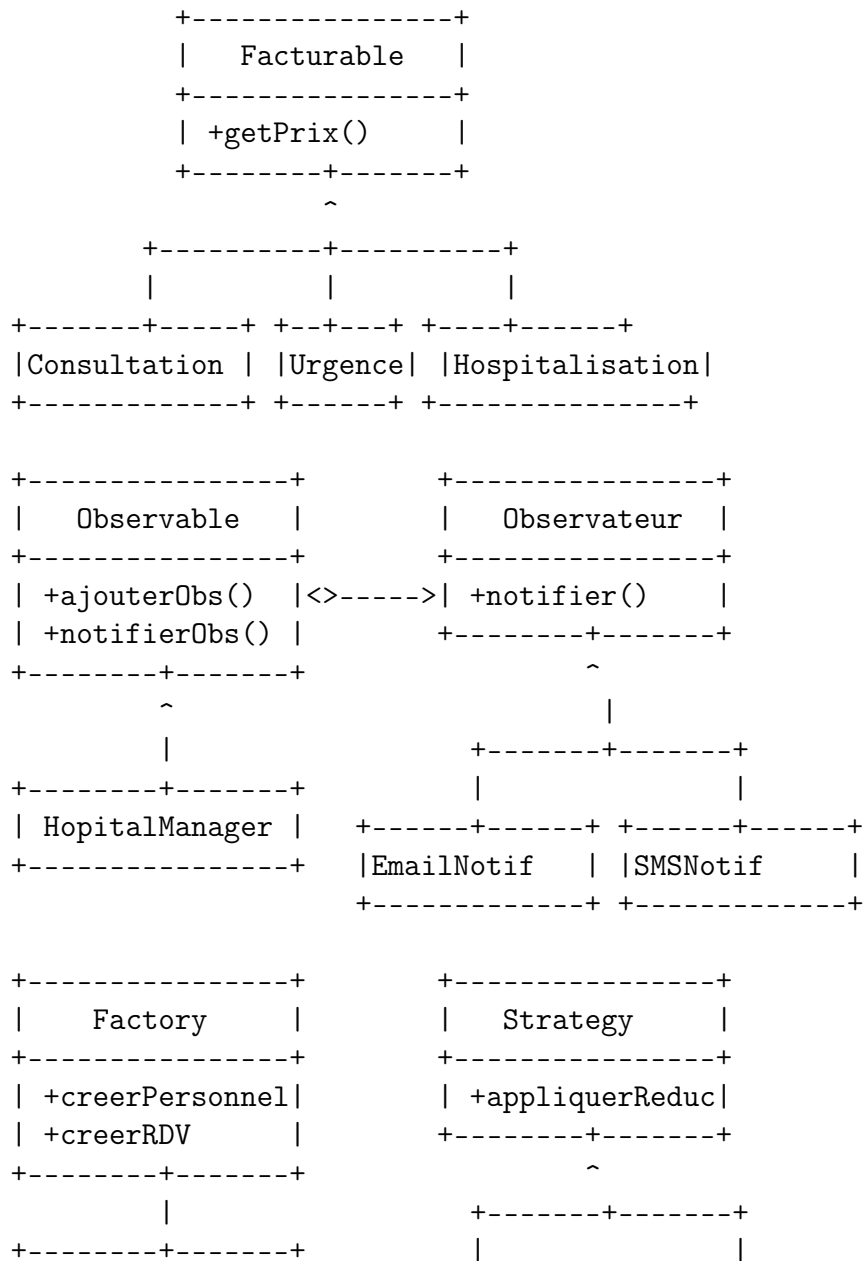 +----------------+
|   Facturable   |
+----------------+
| +getPrix()     |
+--------+-------+
^
+----------+----------+
|          |          |
+-------+-----+ +--+---+ +----+------+
|Consultation | |Urgence| |Hospitalisation|
+-------------+ +------+ +---------------+
+----------------+        +----------------+
|   Observable   |        |   Observateur  |
+----------------+        +----------------+
| +ajouterObs()  |<>----->| +notifier()    |
| +notifierObs() |        +--------+-------+
+--------+-------+                 ^
^                          |
|                  +-------+-------+
+--------+-------+          |               |
| HopitalManager |   +------+------+ +------+------+
+----------------+   |EmailNotif   | |SMSNotif     |
+-------------+ +-------------+
+----------------+        +----------------+
|    Factory     |        |   Strategy     |
+----------------+        +----------------+
| +creerPersonnel|        | +appliquerReduc|
| +creerRDV      |        +--------+-------+
+--------+-------+                 ^
|                  +-------+-------+
+--------+-------+          |               |